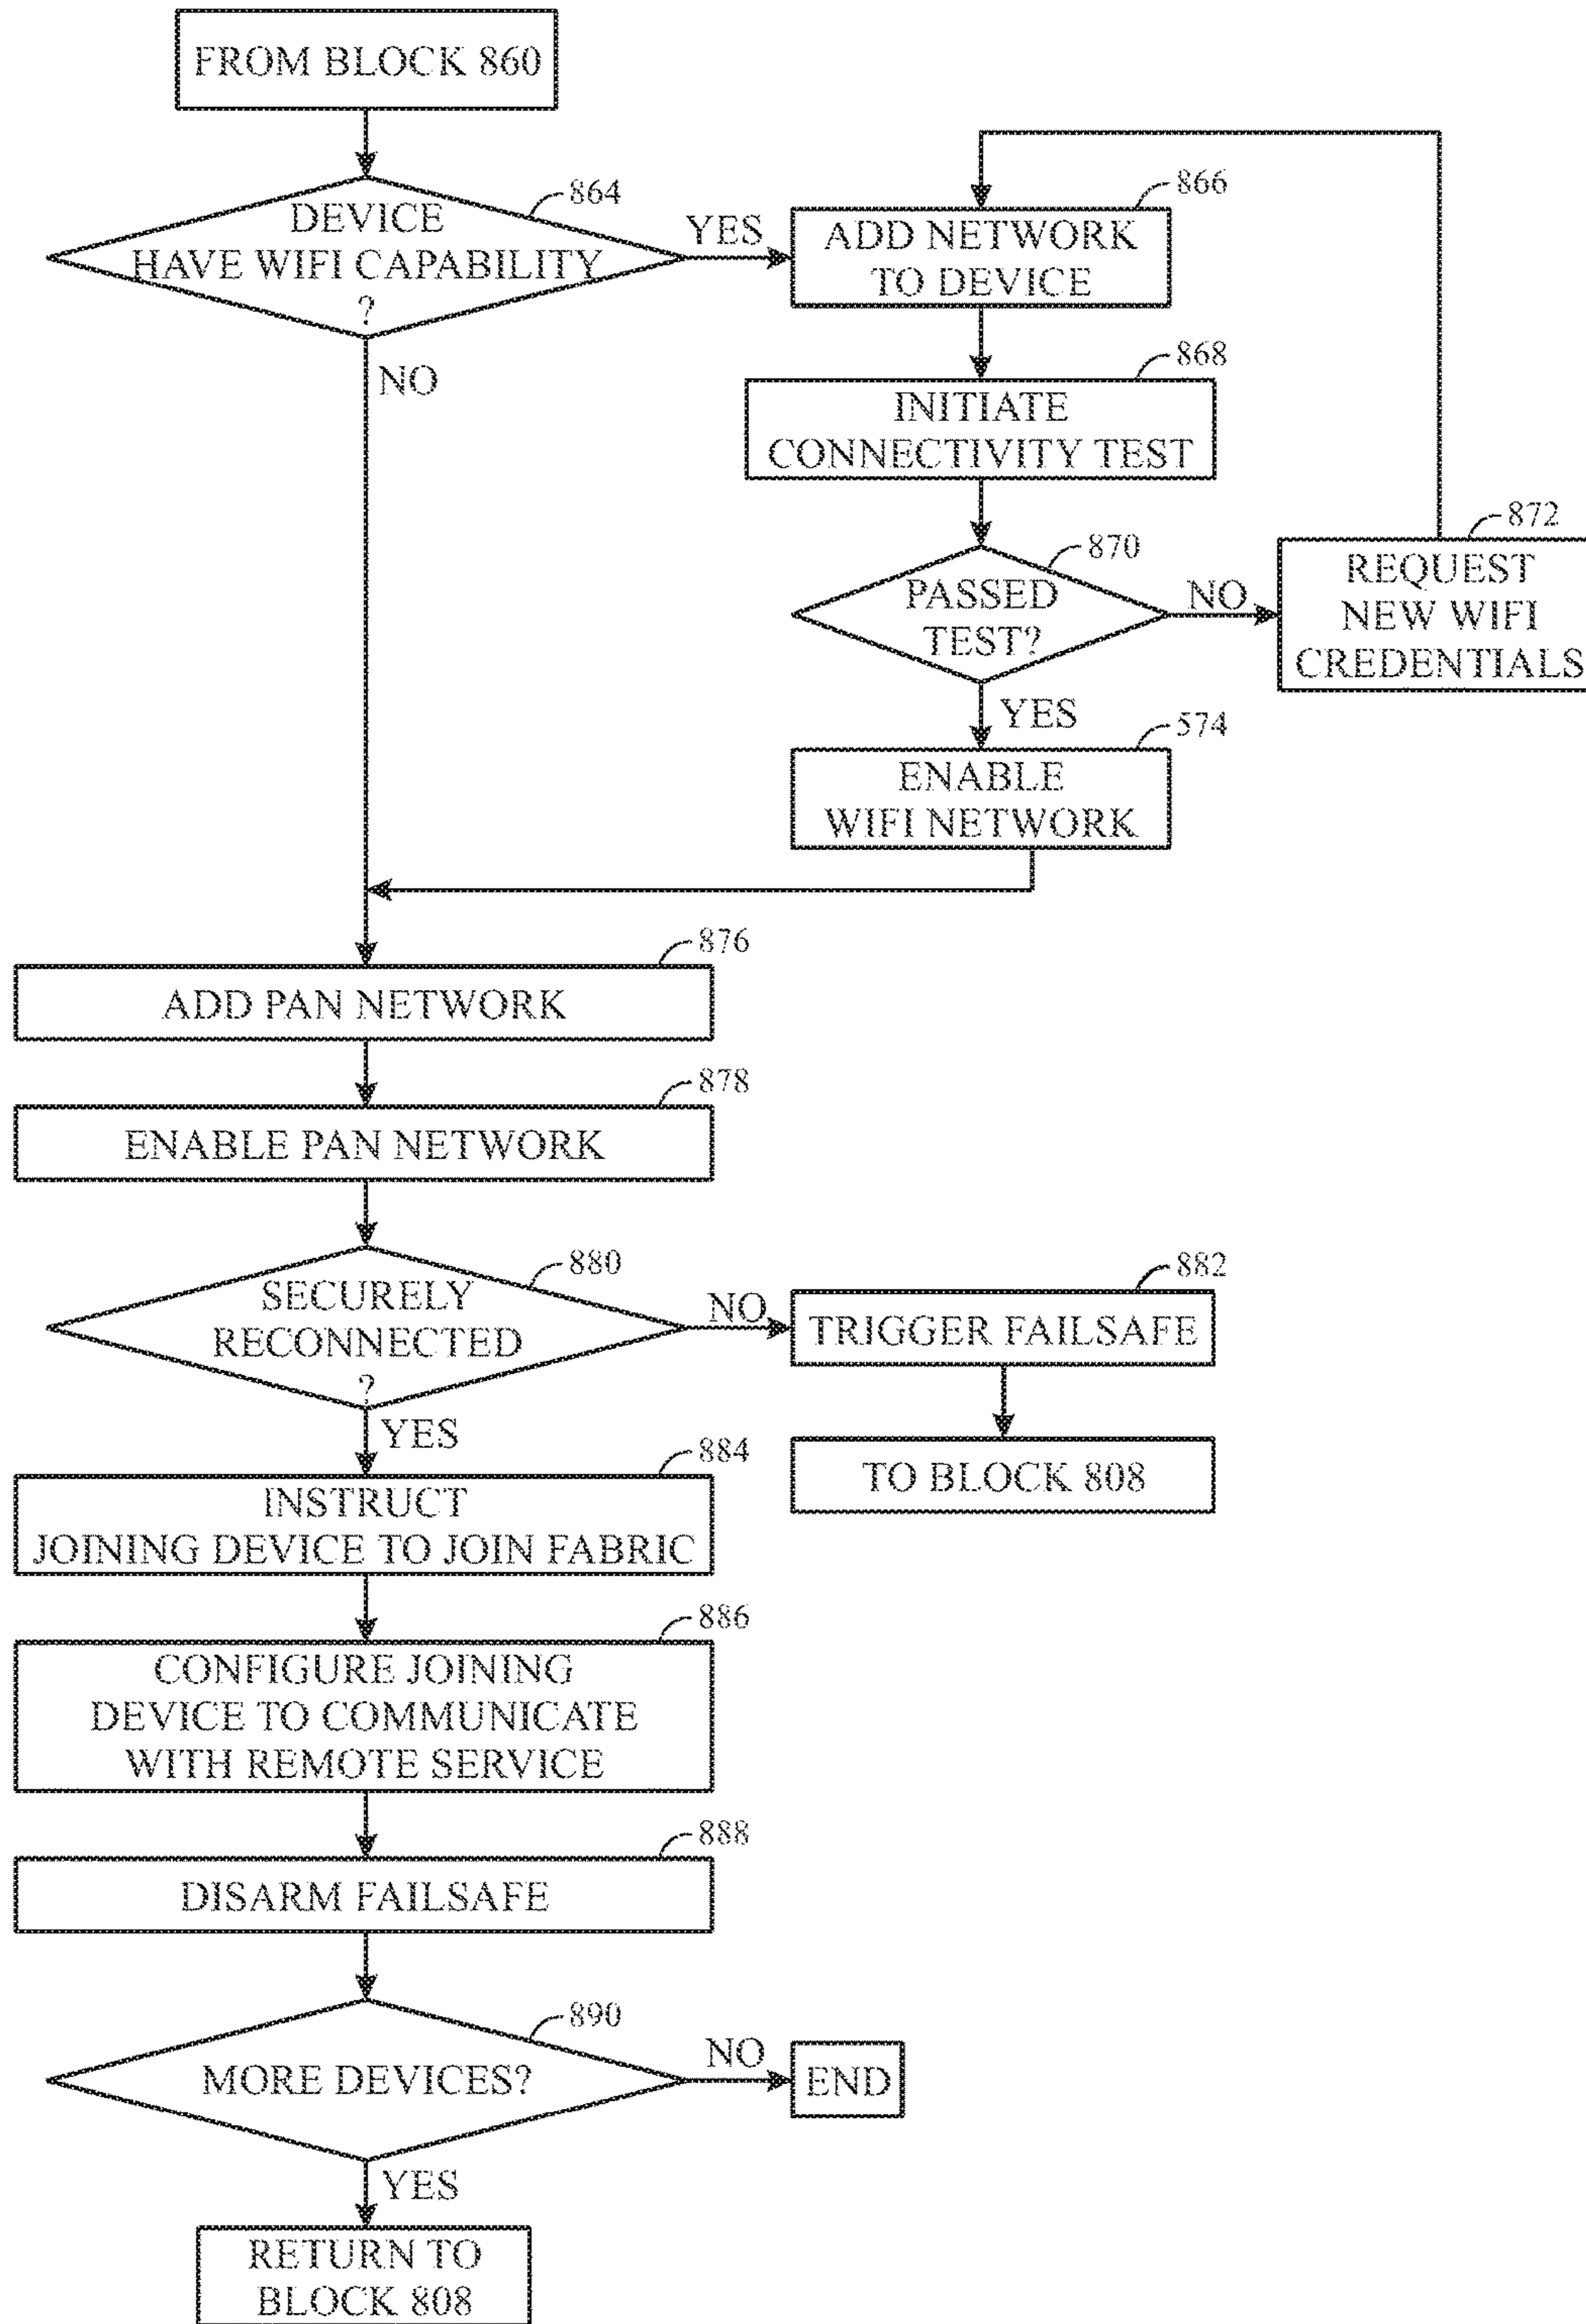 FROM BLOCK 860
864
DEVICE
HAVE WIFI CAPABILITY
?
YES
NO
866
ADD NETWORK
TO DEVICE
868
INITIATE
CONNECTIVITY TEST
870
PASSED
TEST?
NO
872
REQUEST
NEW WIFI
CREDENTIALS
YES
574
ENABLE
WIFI NETWORK
876
ADD PAN NETWORK
878
ENABLE PAN NETWORK
880
SECURELY
RECONNECTED
?
NO
882
TRIGGER FAILSAFE
TO BLOCK 808
YES
884
INSTRUCT
JOINING DEVICE TO JOIN FABRIC
886
CONFIGURE JOINING
DEVICE TO COMMUNICATE
WITH REMOTE SERVICE
888
DISARM FAILSAFE
890
MORE DEVICES?
NO
END
YES
RETURN TO
BLOCK 808